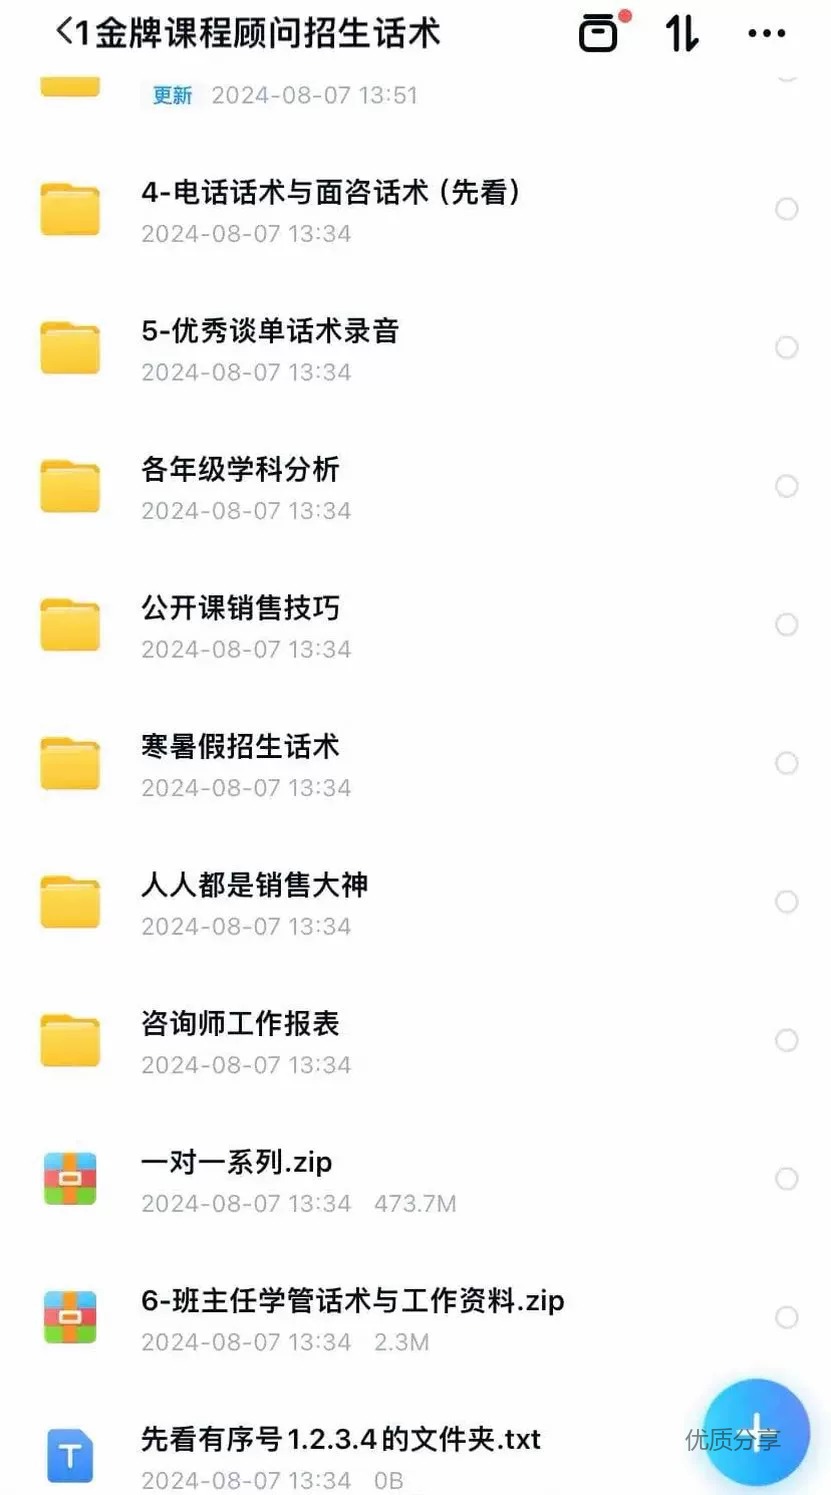 1金牌课程顾问招生话术
更新 2024-08-07 13:51
4-电话话术与面咨话术（先看）
2024-08-07 13:34
5-优秀谈单话术录音
2024-08-07 13:34
各年级学科分析
2024-08-07 13:34
公开课销售技巧
2024-08-07 13:34
寒暑假招生话术
2024-08-07 13:34
人人都是销售大神
2024-08-07 13:34
咨询师工作报表
2024-08-07 13:34
一对一系列.zip
2024-08-07 13:34 473.7M
6-班主任学管话术与工作资料.zip
2024-08-07 13:34 2.3M
先看有序号1.2.3.4的文件夹.txt
优质分享
2024-08-07 13:34 0B